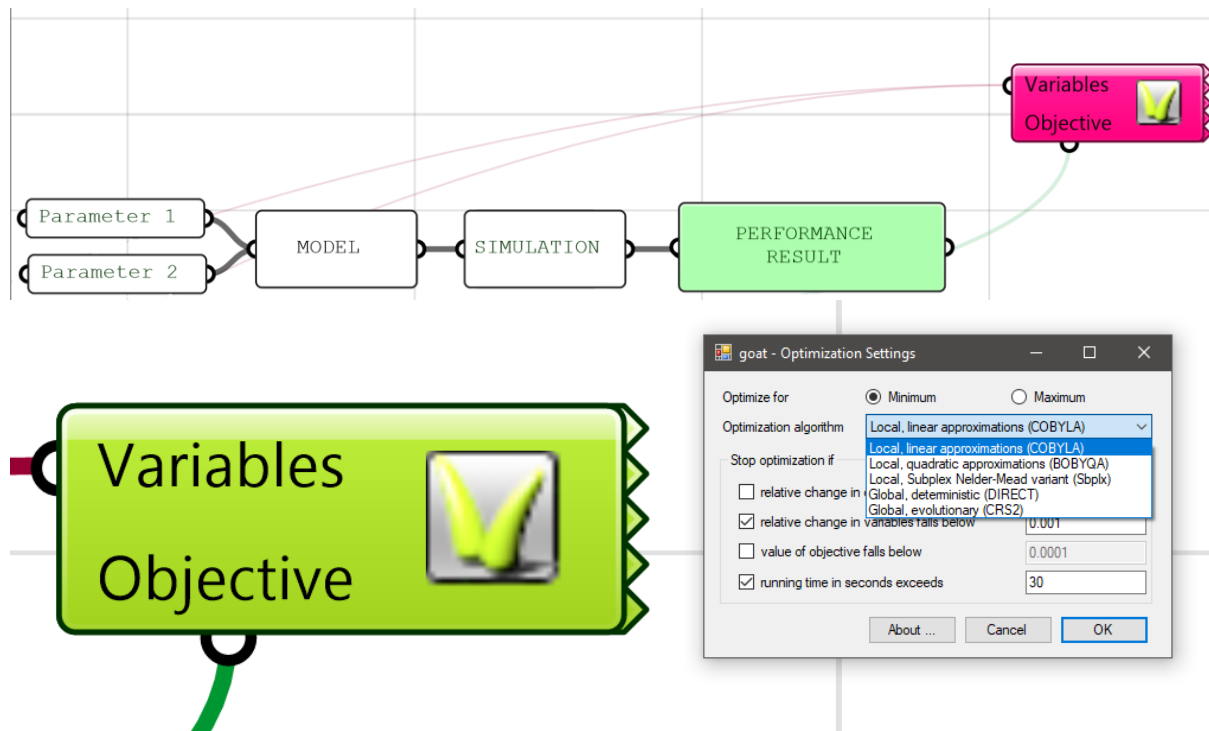 Variables
Objective
Parameter 1
Parameter 2
MODEL
SIMULATION
PERFORMANCE
RESULT
Variables
Objective
goat - Optimization Settings
Optimize for
Minimum
Maximum
Optimization algorithm
Local, linear approximations (COBYLA)
Local, linear approximations (COBYLA)
Local, quadratic approximations (BOBYQA)
Local, Subplex Nelder-Mead variant (Sbplx)
Global, deterministic (DIRECT)
Global, evolutionary (CRS2)
Stop optimization if
relative change in
relative change in variables falls below
0.001
value of objective falls below
0.0001
running time in seconds exceeds
30
About ...
Cancel
OK